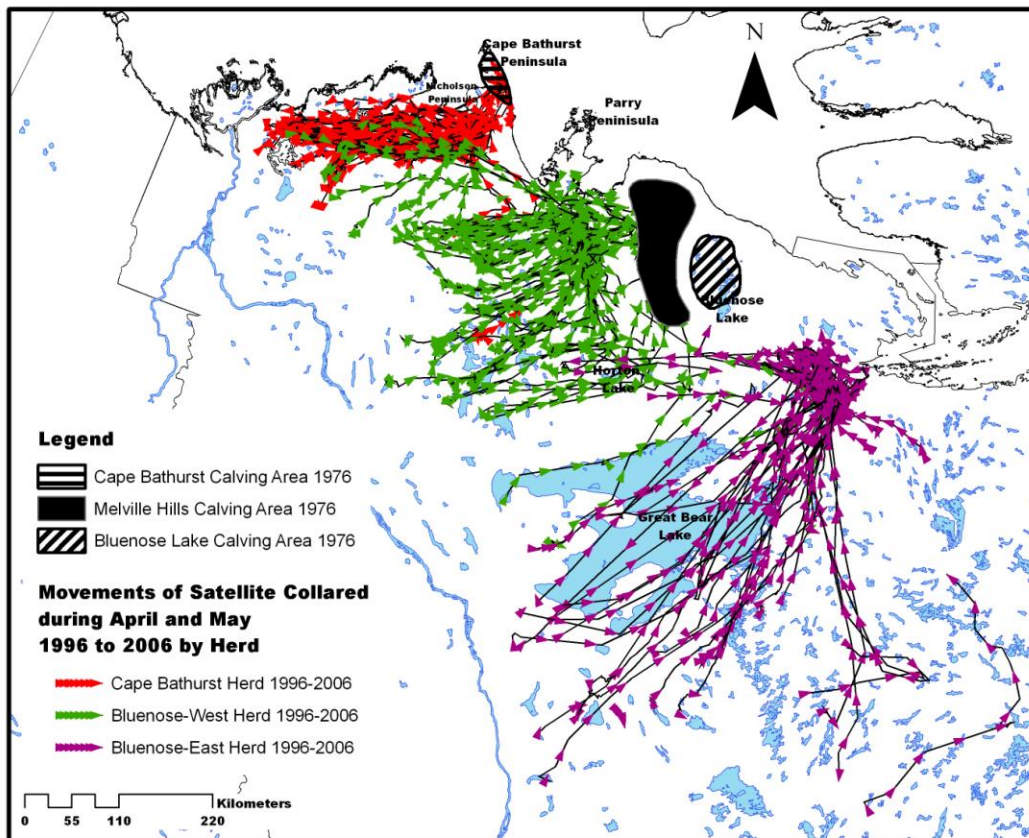 N
Cape Bathurst
Peninsula
Nicholson
Peninsula
Parry
Peninisula
Bluenose
Lake
Horton
Lake
Great Bear
Lake
Legend
Cape Bathurst Calving Area 1976
Melville Hills Calving Area 1976
Bluenose Lake Calving Area 1976
Movements of Satellite Collared
during April and May
1996 to 2006 by Herd
Cape Bathurst Herd 1996-2006
Bluenose-West Herd 1996-2006
Bluenose-East Herd 1996-2006
Kilometers
0 55 110 220